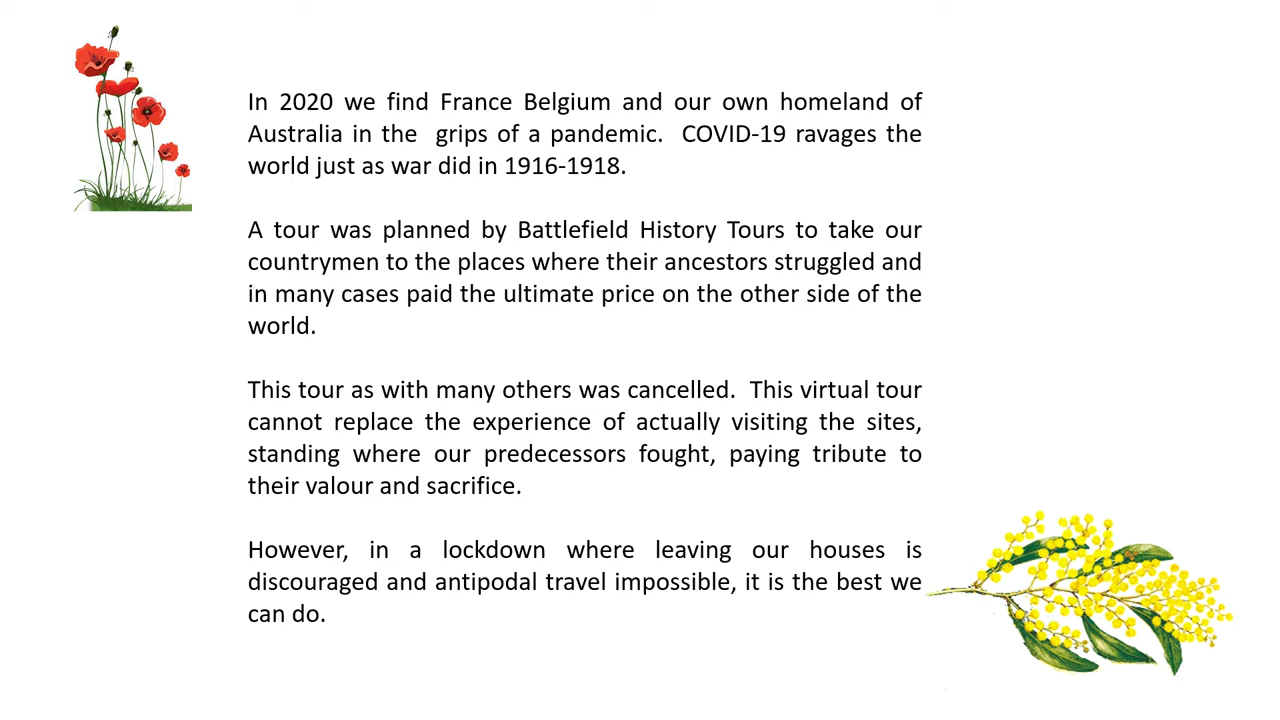 In 2020 we find France Belgium and our own homeland of
Australia in the  grips of a pandemic.  COVID-19 ravages the
world just as war did in 1916-1918.
A tour was planned by Battlefield History Tours to take our
countrymen to the places where their ancestors struggled and
in many cases paid the ultimate price on the other side of the
world.
This tour as with many others was cancelled.  This virtual tour
cannot replace the experience of actually visiting the sites,
standing where our predecessors fought, paying tribute to
their valour and sacrifice.
However, in a lockdown where leaving our houses is
discouraged and antipodal travel impossible, it is the best we
can do.